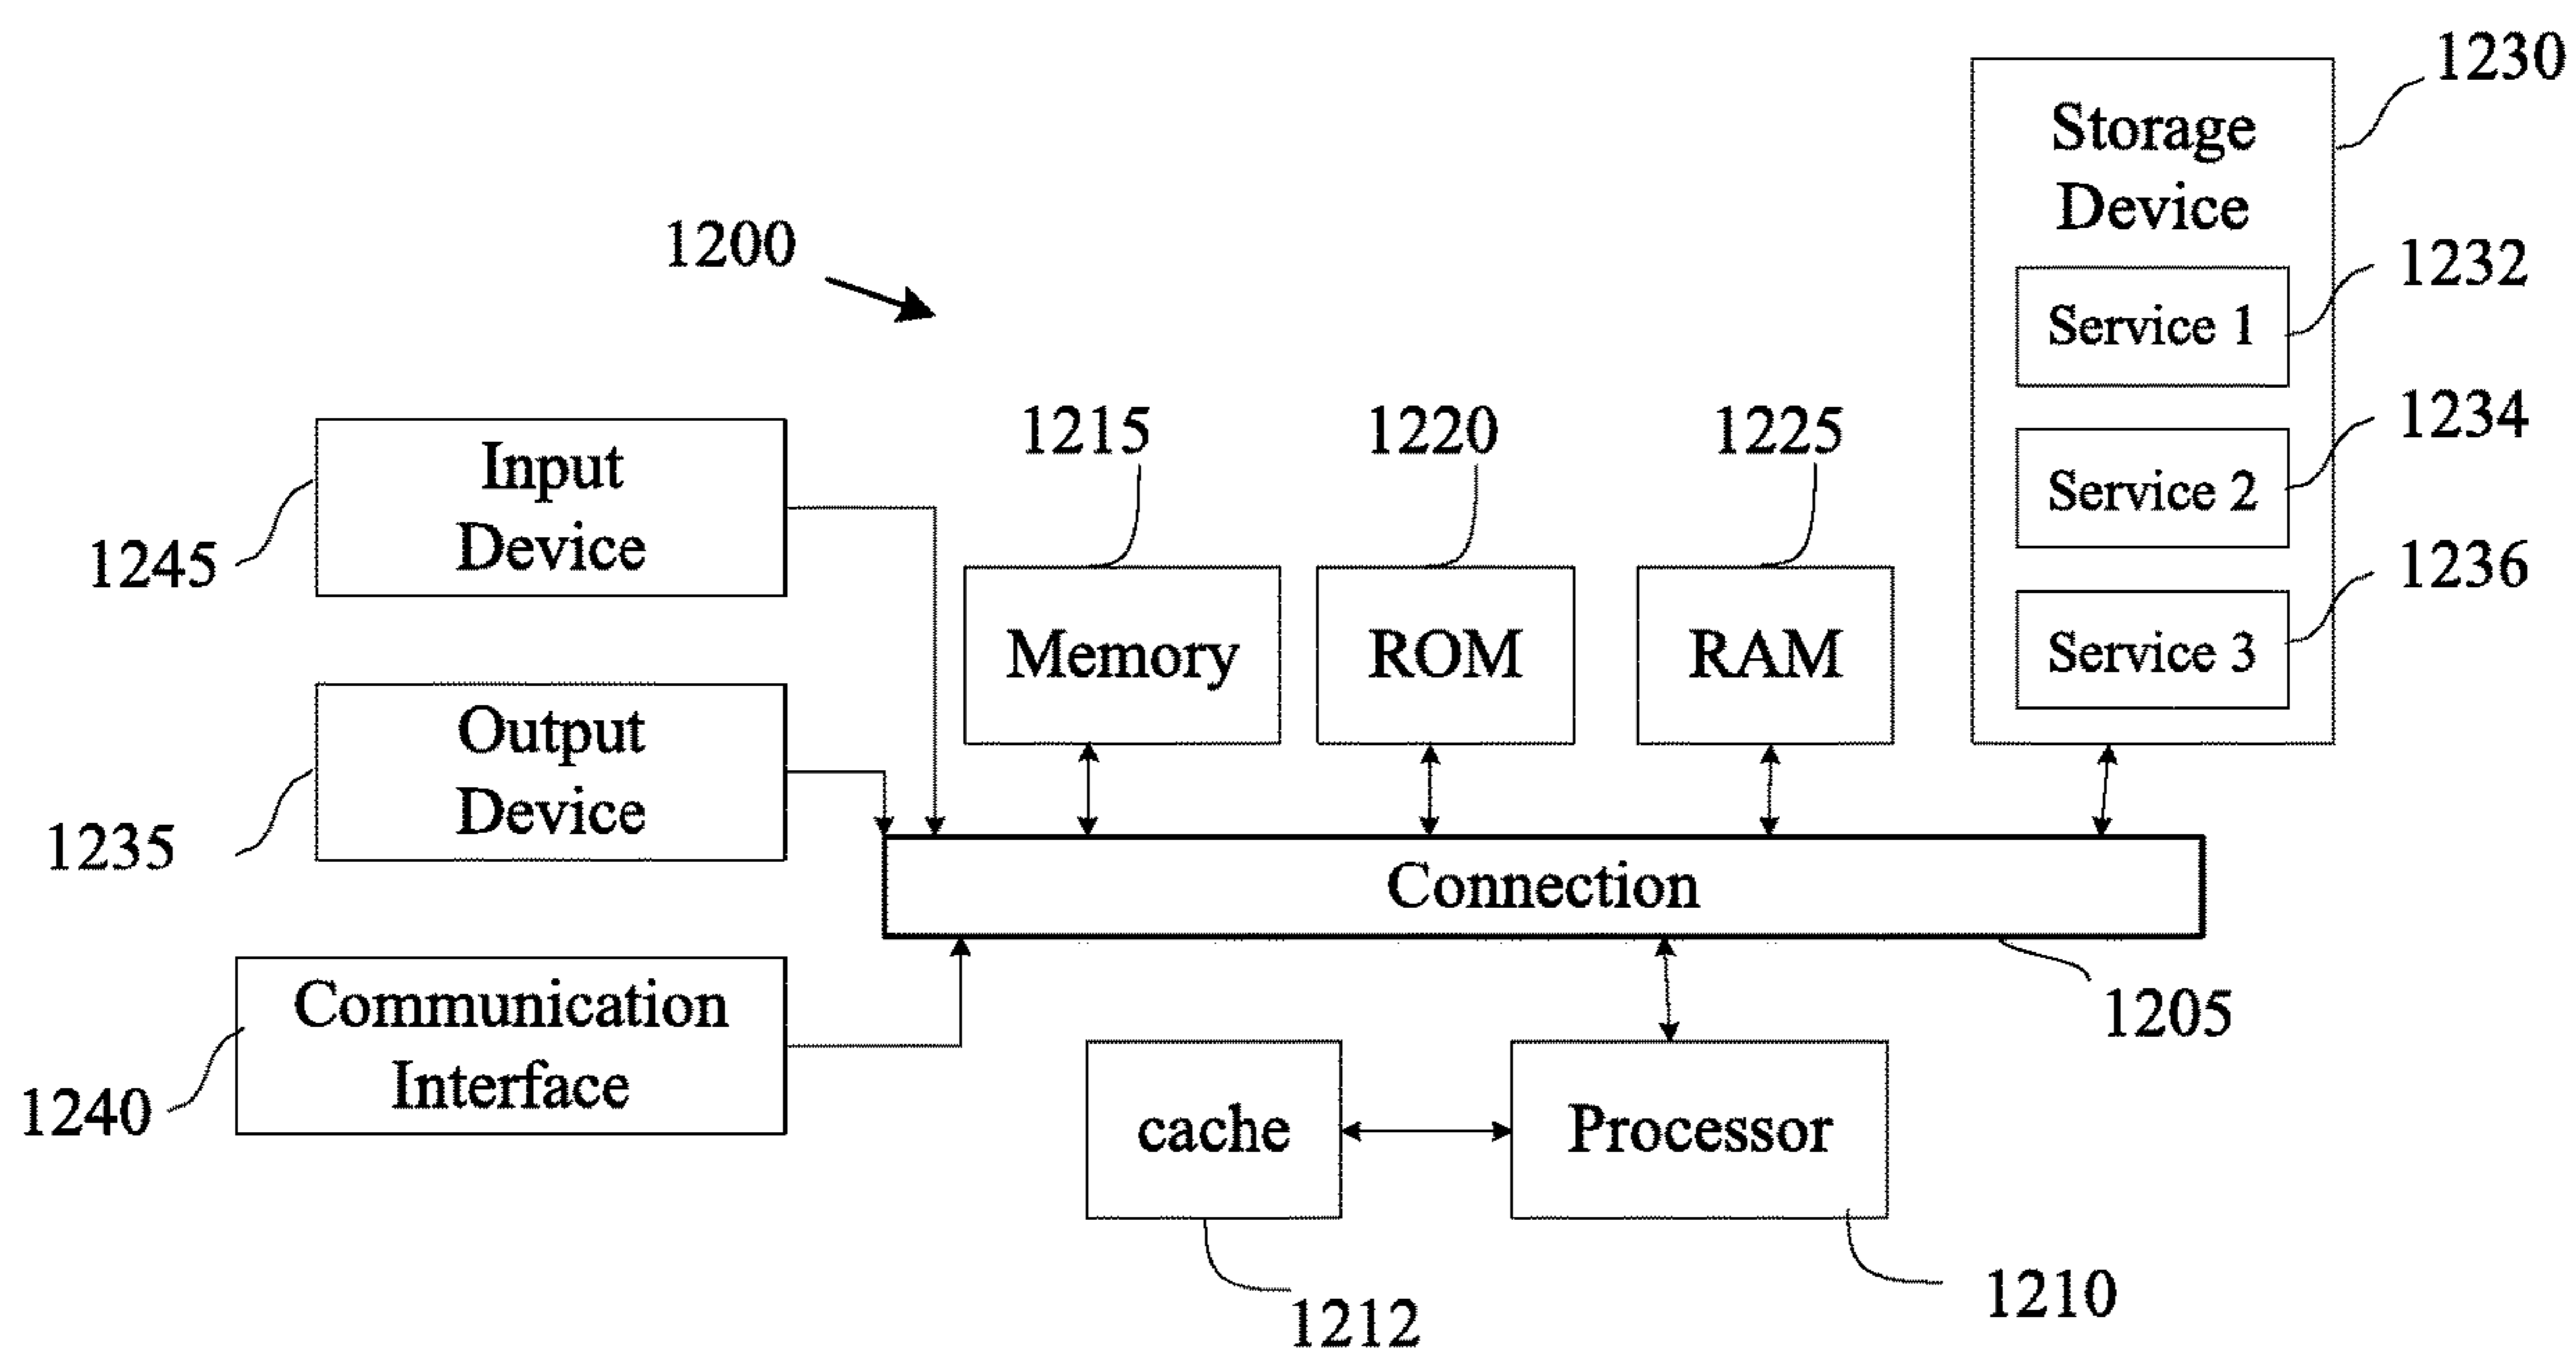 1230
Storage
Device
1200
1232
Service 1
1215
1220
1225
1234
Input
Device
Service 2
1245
1236
Memory
ROM
RAM
Service 3
Output
Device
1235
Connection
Communication
Interface
1205
1240
cache
Processor
1210
1212